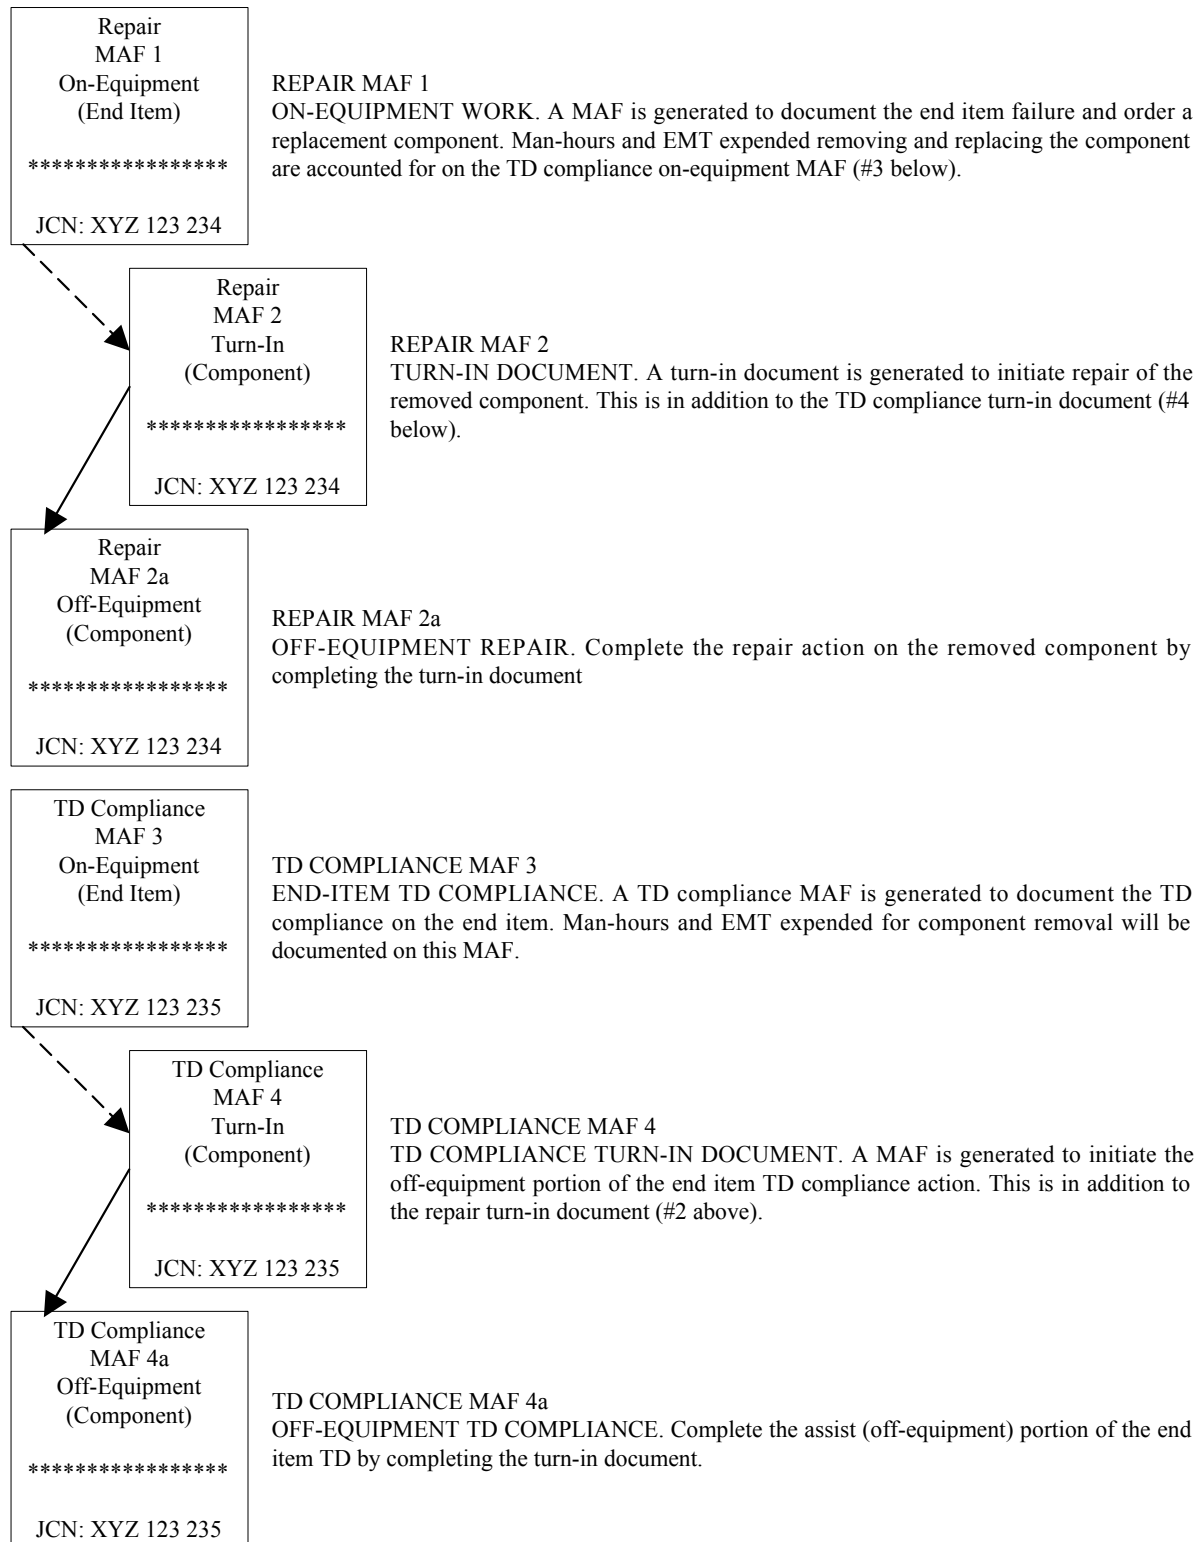 Repair
MAF 1
On-Equipment
(End Item)
*****************
JCN: XYZ 123 234
REPAIR MAF 1
ON-EQUIPMENT WORK. A MAF is generated to document the end item failure and order a
replacement component. Man-hours and EMT expended removing and replacing the component
are accounted for on the TD compliance on-equipment MAF (#3 below).
Repair
MAF 2
Turn-In
(Component)
*****************
JCN: XYZ 123 234
REPAIR MAF 2
TURN-IN DOCUMENT. A turn-in document is generated to initiate repair of the
removed component. This is in addition to the TD compliance turn-in document (#4
below).
Repair
MAF 2a
Off-Equipment
(Component)
*****************
JCN: XYZ 123 234
REPAIR MAF 2a
OFF-EQUIPMENT REPAIR. Complete the repair action on the removed component by
completing the turn-in document
TD Compliance
MAF 3
On-Equipment
(End Item)
*****************
JCN: XYZ 123 235
TD COMPLIANCE MAF 3
END-ITEM TD COMPLIANCE. A TD compliance MAF is generated to document the TD
compliance on the end item. Man-hours and EMT expended for component removal will be
documented on this MAF.
TD Compliance
MAF 4
Turn-In
(Component)
*****************
JCN: XYZ 123 235
TD COMPLIANCE MAF 4
TD COMPLIANCE TURN-IN DOCUMENT. A MAF is generated to initiate the
off-equipment portion of the end item TD compliance action. This is in addition to
the repair turn-in document (#2 above).
TD Compliance
MAF 4a
Off-Equipment
(Component)
*****************
JCN: XYZ 123 235
TD COMPLIANCE MAF 4a
OFF-EQUIPMENT TD COMPLIANCE. Complete the assist (off-equipment) portion of the end
item TD by completing the turn-in document.